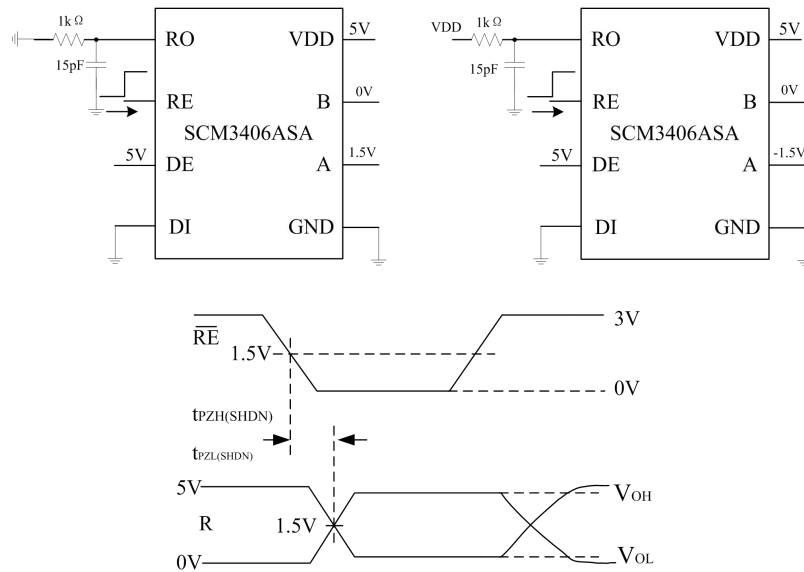 1k Ω
RO
VDD
5V
15pF
RE
B
0V
SCM3406ASA
5V
DE
A
1.5V
DI
GND
VDD
1k Ω
RO
VDD
5V
15pF
RE
B
0V
SCM3406ASA
5V
DE
A
-1.5V
DI
GND
RE
3V
1.5V
0V
tPZH(SHDN)
tPZL(SHDN)
5V
VOH
R
1.5V
0V
VOL